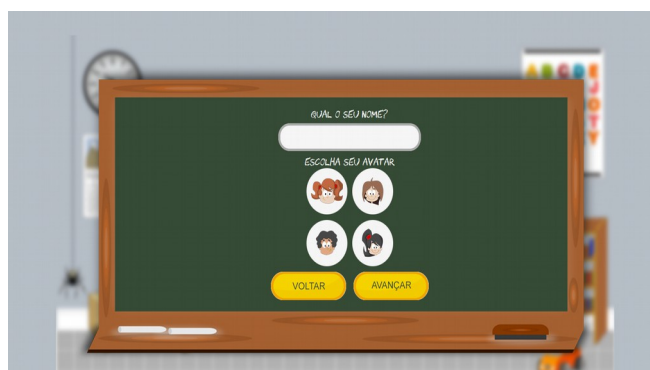 A B C D E
QUAL O SEU NOME?
ESCOLHA SEU AVATAR
VOLTAR
AVANÇAR